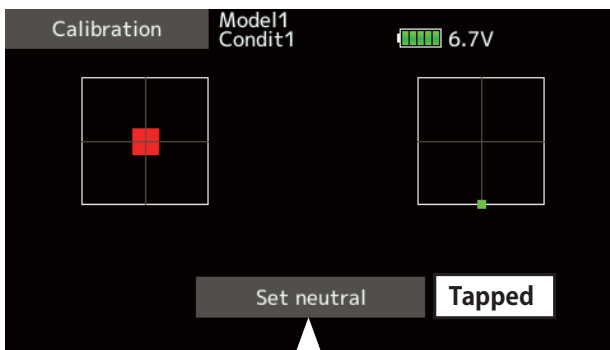 Calibration
Model1
Condit1
6.7V
Set neutral
Tapped